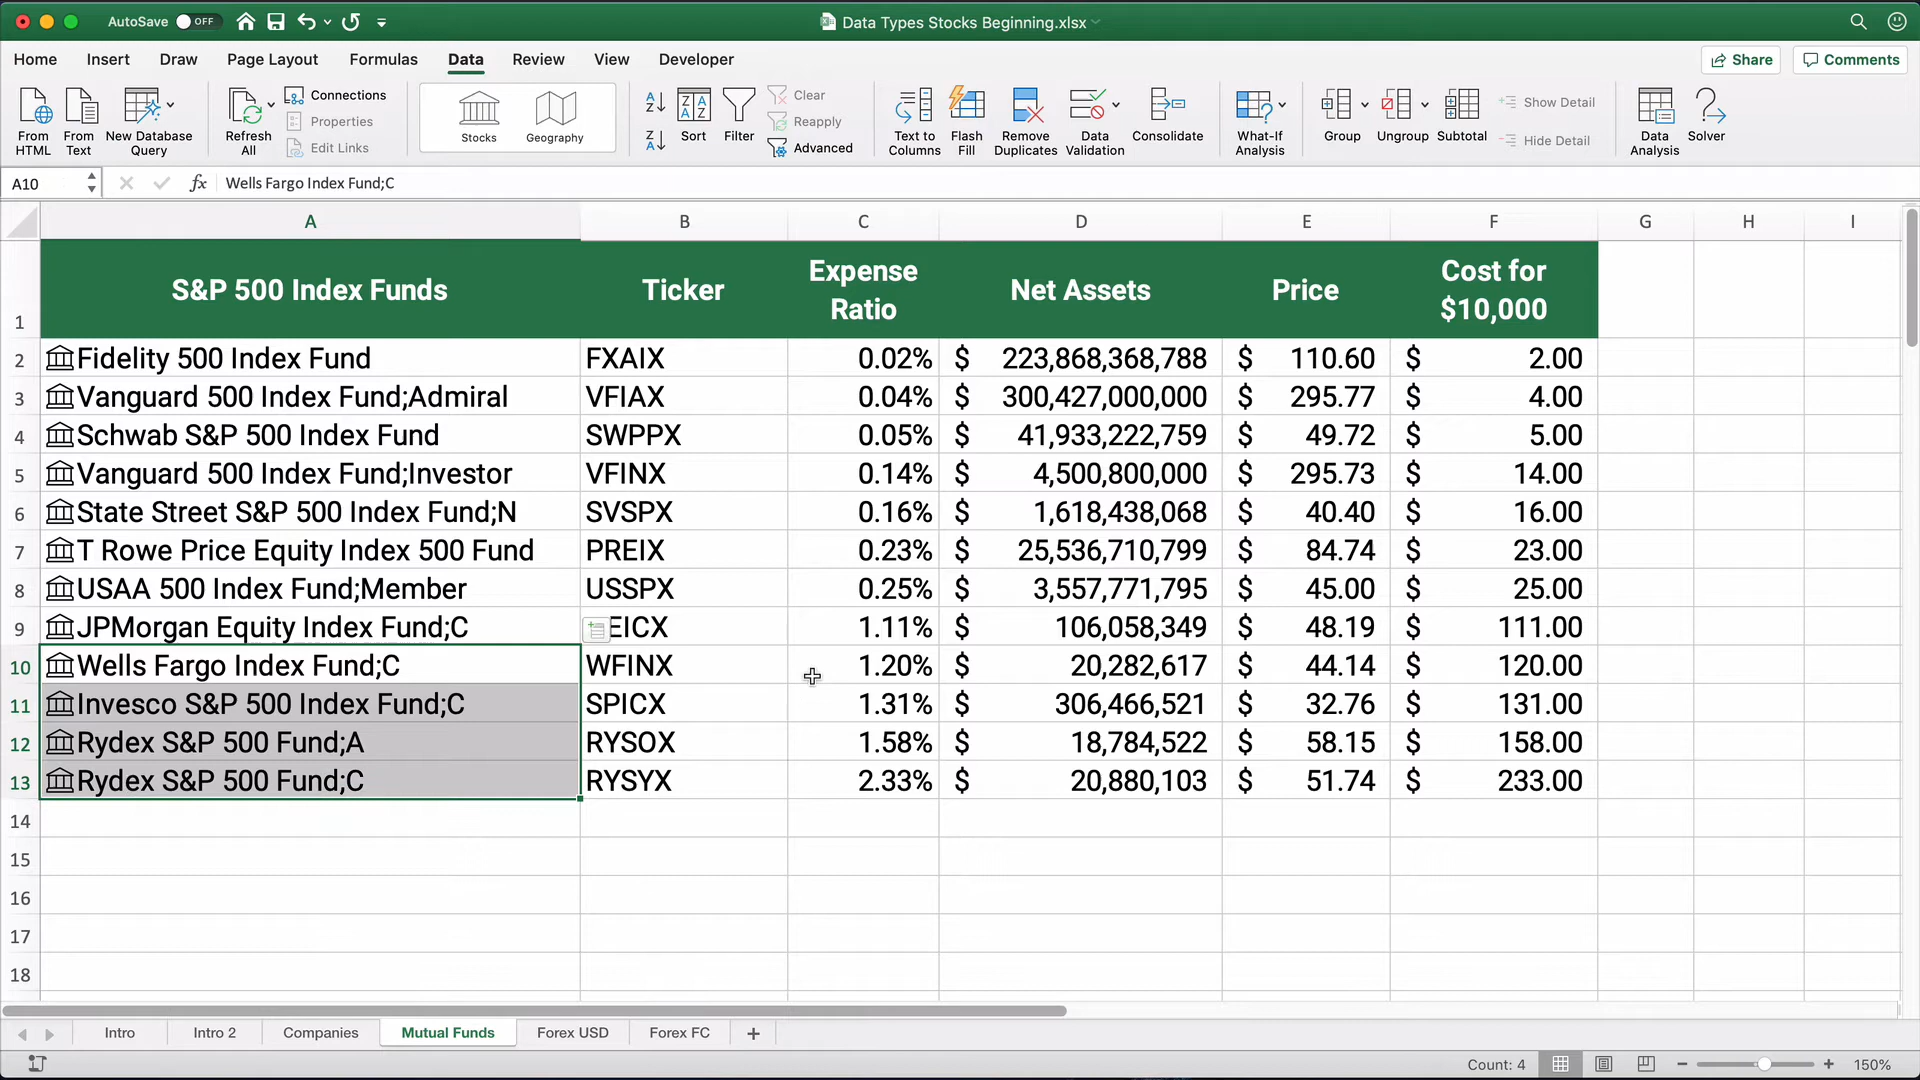 AutoSave OFF
Data Types Stocks Beginning.xlsx
Home Insert Draw Page Layout Formulas Data Review View Developer Share Comments
From HTML
From Text
New Database Query
Refresh All
Connections
Properties
Edit Links
Stocks
Geography
A Z
Z A
Z A A Z
Sort
Filter
Clear
Reapply
Advanced
Text to Columns
Flash Fill
Remove Duplicates
Data Validation
Consolidate
What-If Analysis
Group
Ungroup
Subtotal
Show Detail
Hide Detail
Data Analysis
Solver
A10 fx Wells Fargo Index Fund;C
A B C D E F G H I
1 S&P 500 Index Funds Ticker Expense Ratio Net Assets Price Cost for $10,000
2 Fidelity 500 Index Fund FXAIX 0.02% $ 223,868,368,788 $ 110.60 $ 2.00
3 Vanguard 500 Index Fund;Admiral VFIAX 0.04% $ 300,427,000,000 $ 295.77 $ 4.00
4 Schwab S&P 500 Index Fund SWPPX 0.05% $ 41,933,222,759 $ 49.72 $ 5.00
5 Vanguard 500 Index Fund;Investor VFINX 0.14% $ 4,500,800,000 $ 295.73 $ 14.00
6 State Street S&P 500 Index Fund;N SVSPX 0.16% $ 1,618,438,068 $ 40.40 $ 16.00
7 T Rowe Price Equity Index 500 Fund PREIX 0.23% $ 25,536,710,799 $ 84.74 $ 23.00
8 USAA 500 Index Fund;Member USSPX 0.25% $ 3,557,771,795 $ 45.00 $ 25.00
9 JPMorgan Equity Index Fund;C EICX 1.11% $ 106,058,349 $ 48.19 $ 111.00
10 Wells Fargo Index Fund;C WFINX 1.20% $ 20,282,617 $ 44.14 $ 120.00
11 Invesco S&P 500 Index Fund;C SPICX 1.31% $ 306,466,521 $ 32.76 $ 131.00
12 Rydex S&P 500 Fund;A RYSOX 1.58% $ 18,784,522 $ 58.15 $ 158.00
13 Rydex S&P 500 Fund;C RYSYX 2.33% $ 20,880,103 $ 51.74 $ 233.00
14
15
16
17
18
Intro Intro 2 Companies Mutual Funds Forex USD Forex FC +
Count: 4 150%